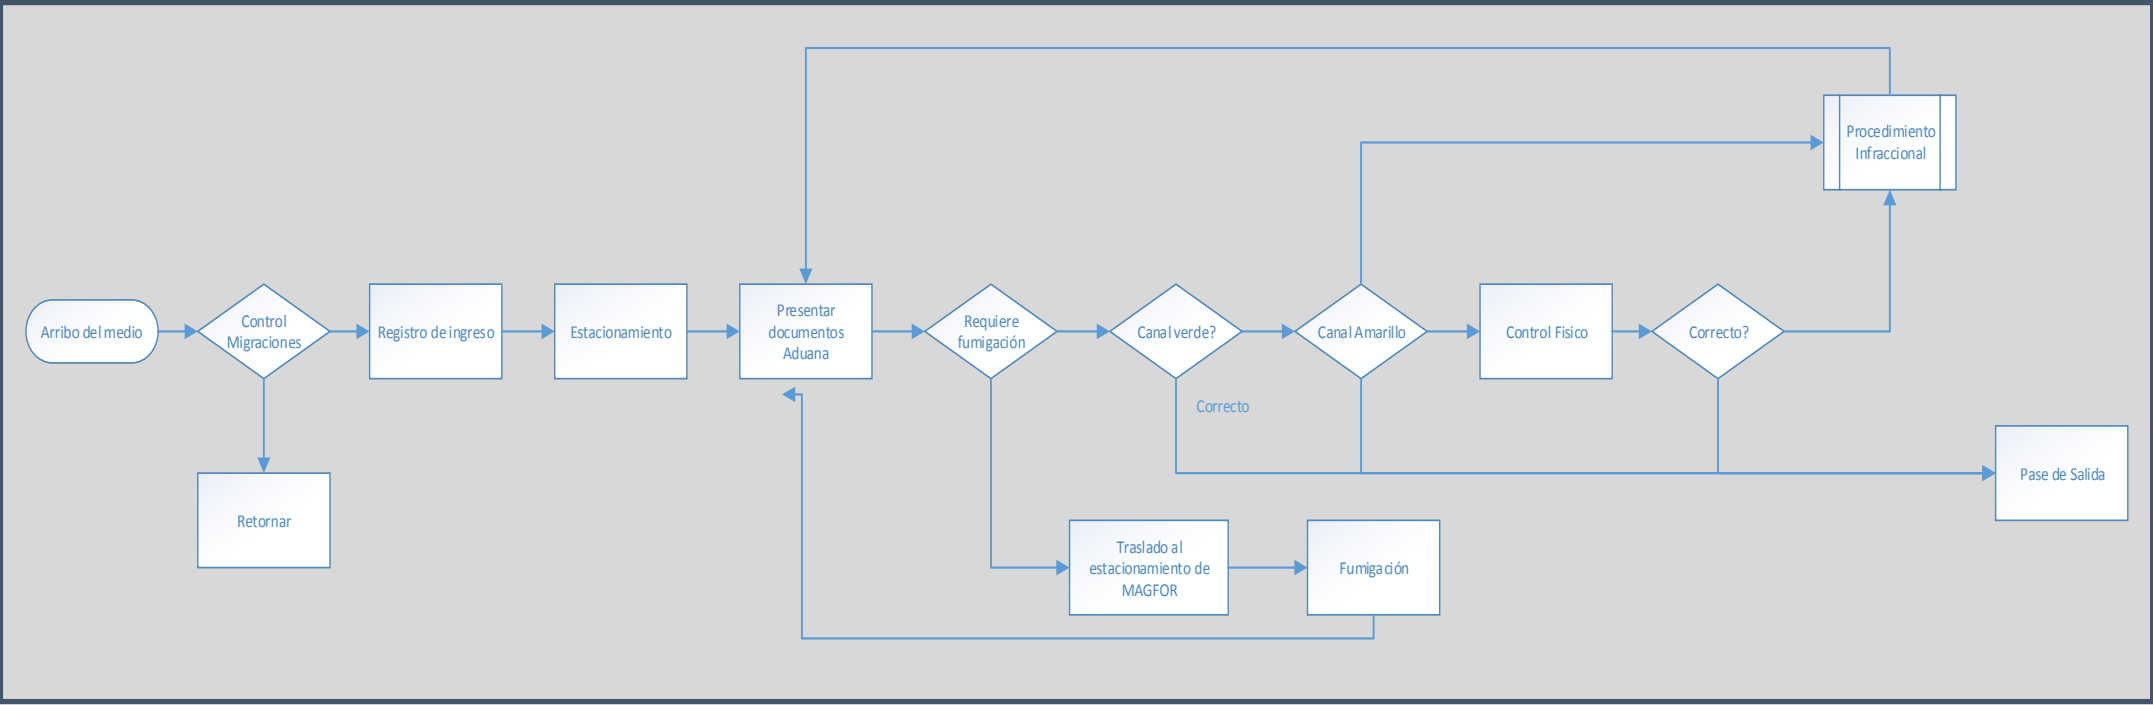 Procedimiento
Infraccional
Arribo del medio
Control
Migraciones
Registro de ingreso
Estacionamiento
Presentar
documentos
Aduana
Requiere
fumigación
Canal verde?
Canal Amarillo
Control Fisico
Correcto?
Correcto
Pase de Salida
Retornar
Traslado al
estacionamiento de
MAGFOR
Fumigación